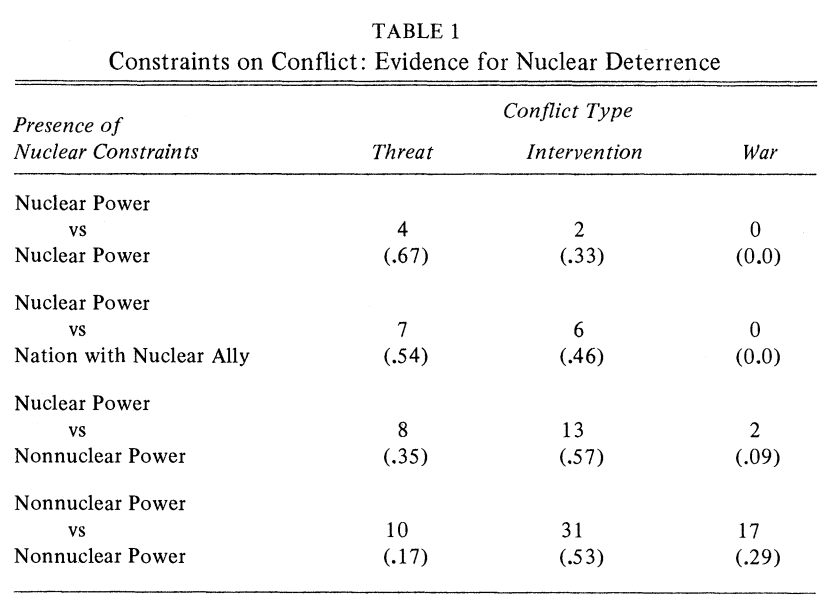 TABLE 1
Constraints on Conflict: Evidence for Nuclear Deterrence
Conflict Type
Presence of
Nuclear Constraints Threat Intervention War
Nuclear Power
vs 4 2 0
Nuclear Power (.67) (.33) (0.0)
Nuclear Power
vs 7 6 0
Nation with Nuclear Ally (.54) (.46) (0.0)
Nuclear Power
vs 8 13 2
Nonnuclear Power (.35) (.57) (.09)
Nonnuclear Power
vs 10 31 17
Nonnuclear Power (.17) (.53) (.29)